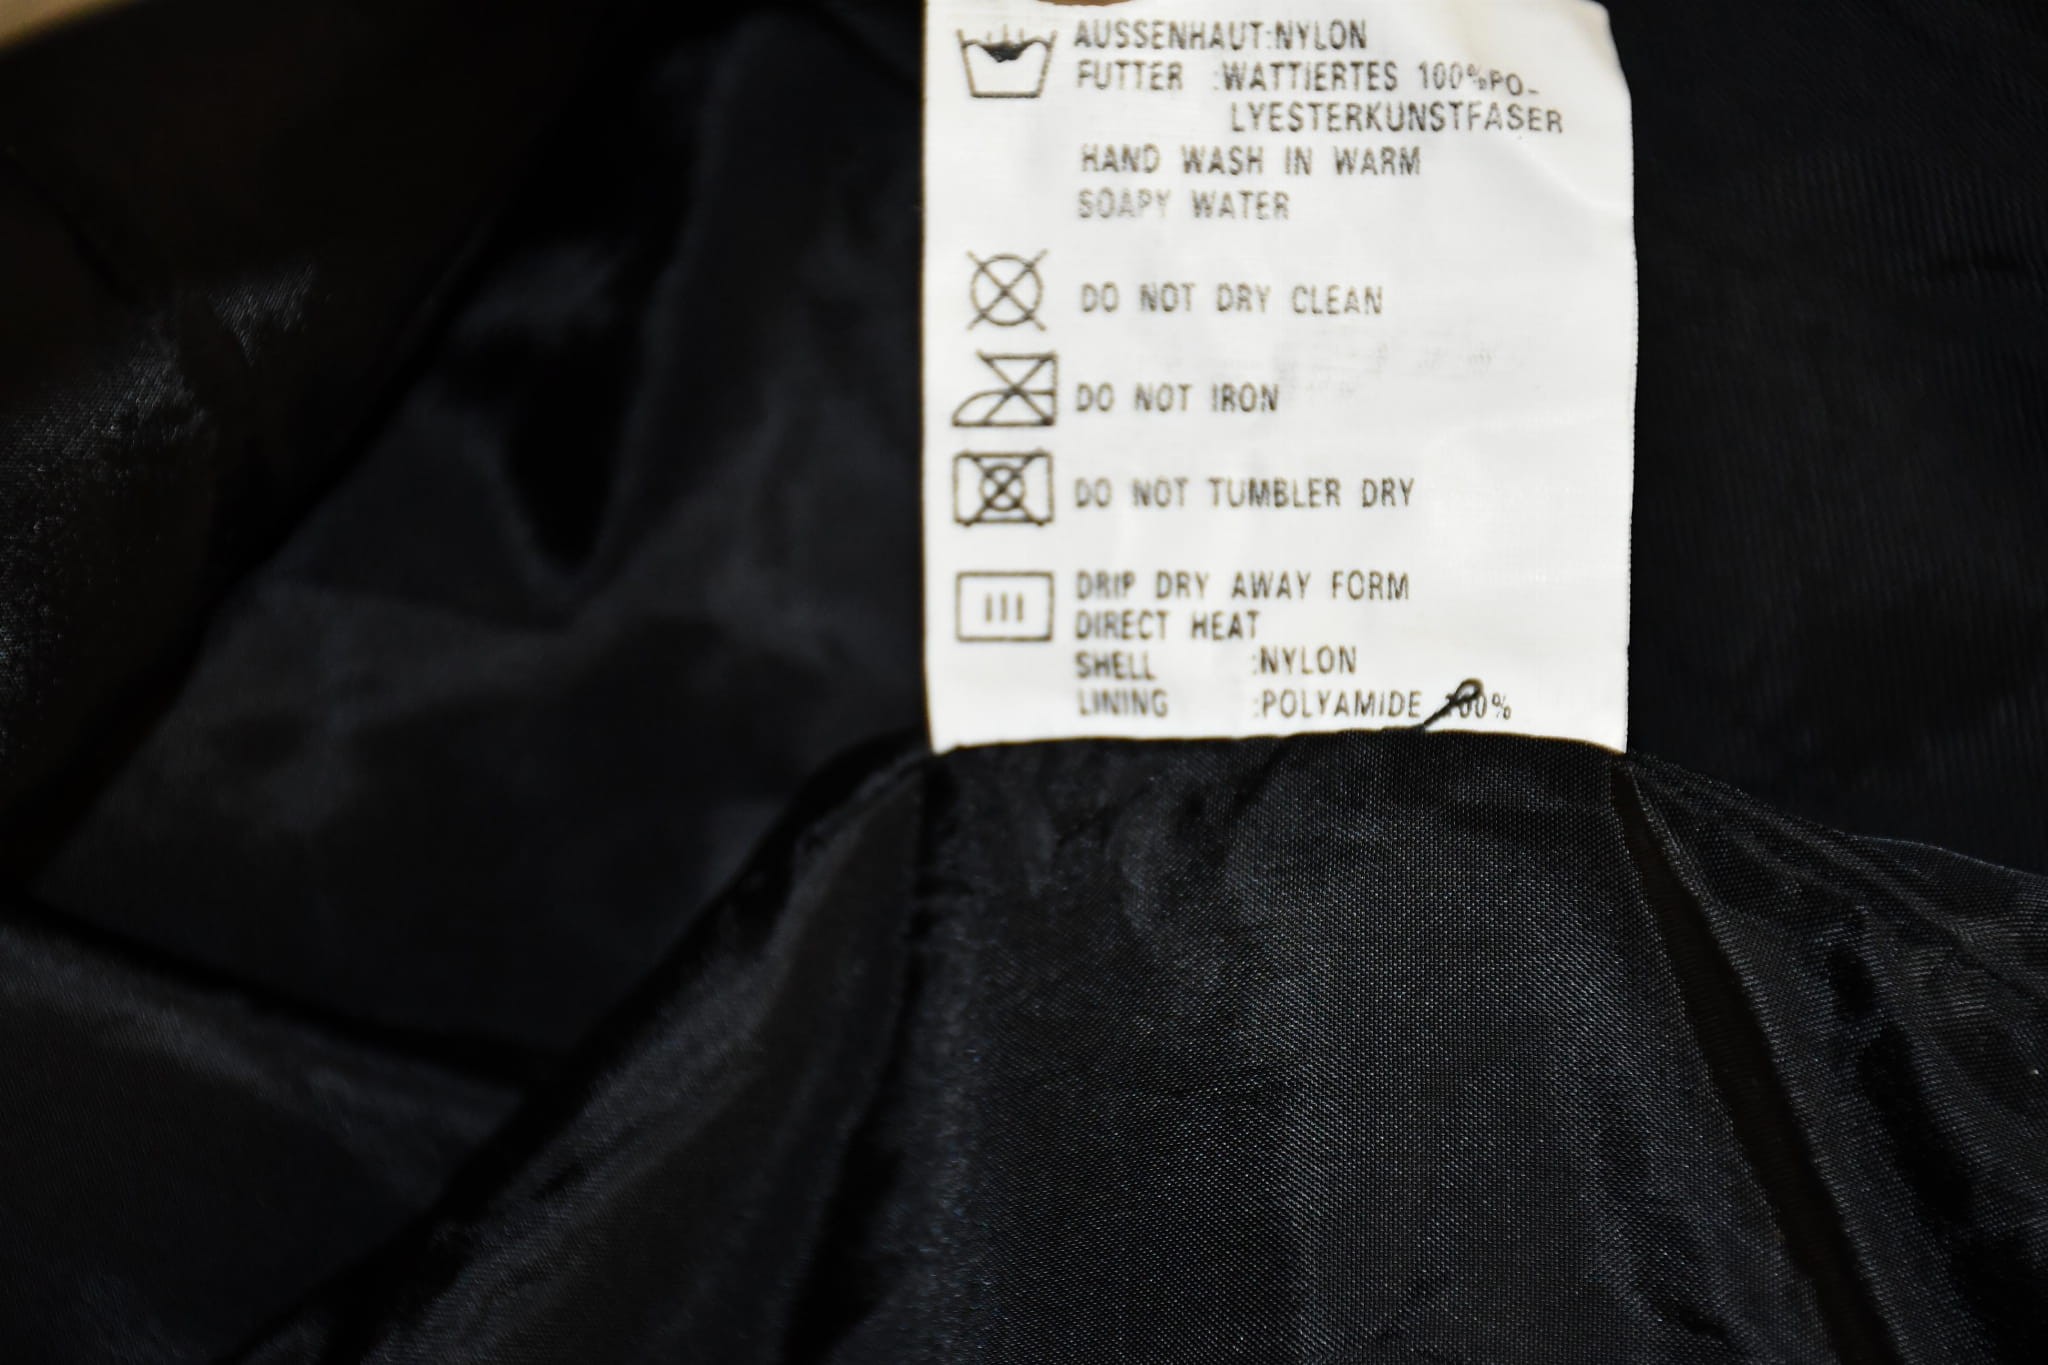 AUSSENHAUT:NYLON
FUTTER :WATTIERTES 100%PO-
LYESTERKUNSTFASER
HAND WASH IN WARM
SOAPY WATER
DO NOT DRY CLEAN
DO NOT IRON
DO NOT TUMBLER DRY
DRIP DRY AWAY FORM
DIRECT HEAT
SHELL :NYLON
LINING :POLYAMIDE 100%